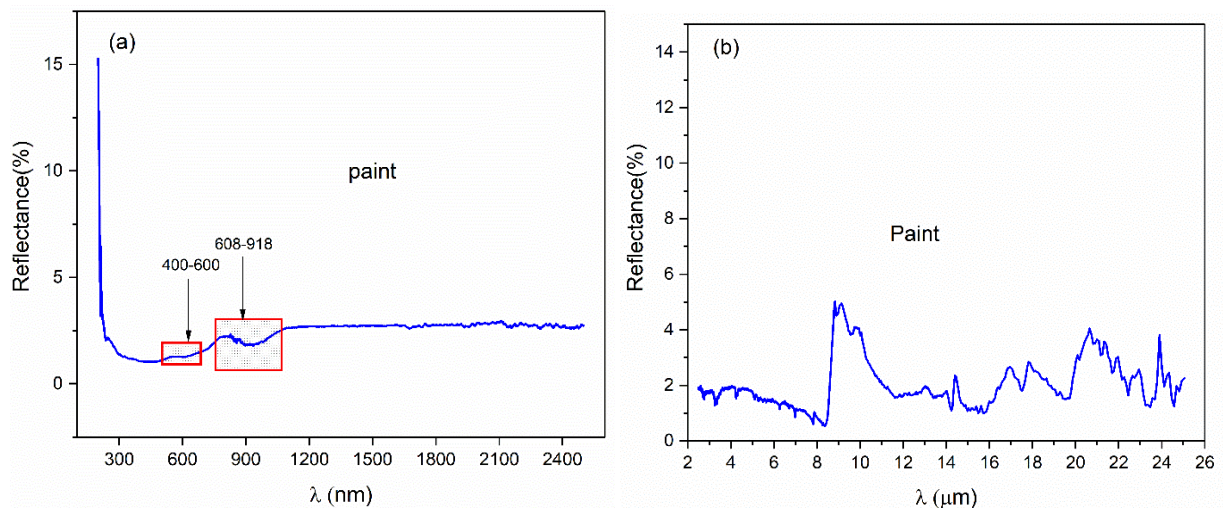 (a)
15
10
5
0
Reflectance(%)
paint
608-918
400-600
300 600 900 1200 1500 1800 2100 2400
λ (nm)
(b)
14
12
10
8
6
4
2
0
Reflectance(%)
Paint
2 4 6 8 10 12 14 16 18 20 22 24 26
λ (μm)